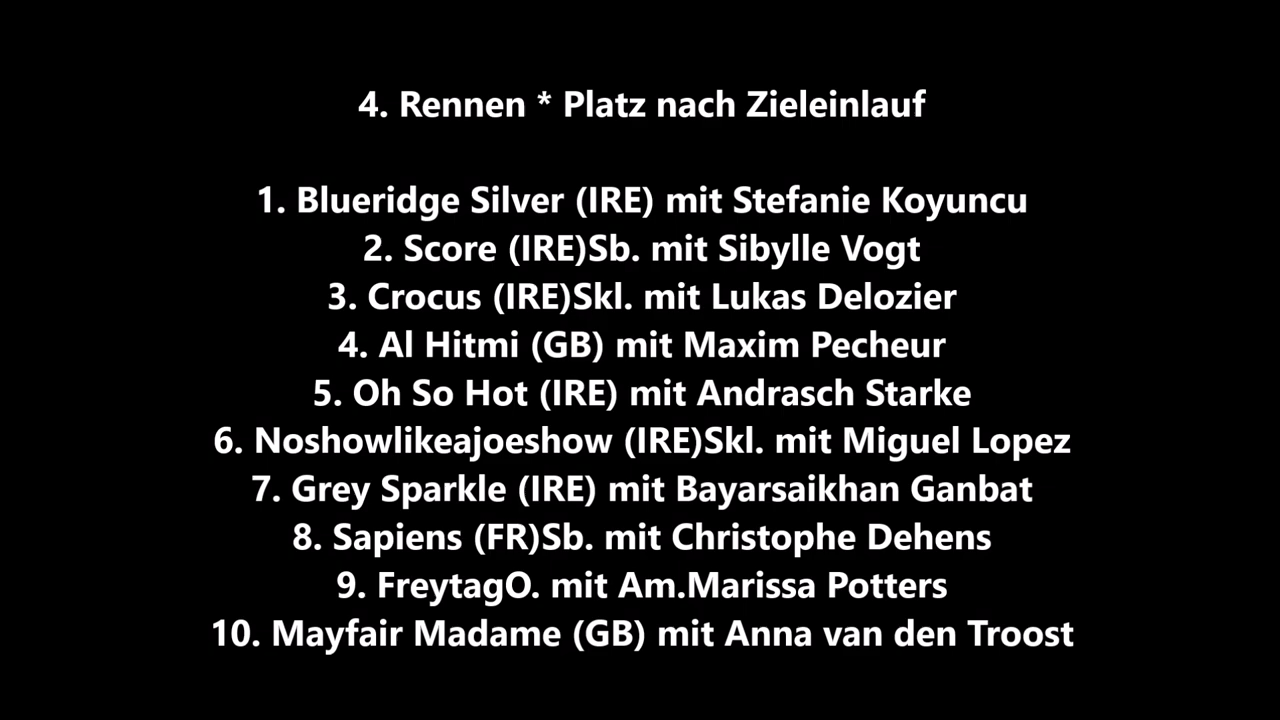 4. Rennen * Platz nach Zieleinlauf
1. Blueridge Silver (IRE) mit Stefanie Koyuncu
2. Score (IRE)Sb. mit Sibylle Vogt
3. Crocus (IRE)Skl. mit Lukas Delozier
4. Al Hitmi (GB) mit Maxim Pecheur
5. Oh So Hot (IRE) mit Andrasch Starke
6. Noshowlikeajoeshow (IRE)Skl. mit Miguel Lopez
7. Grey Sparkle (IRE) mit Bayarsaikhan Ganbat
8. Sapiens (FR)Sb. mit Christophe Dehens
9. FreytagO. mit Am.Marissa Potters
10. Mayfair Madame (GB) mit Anna van den Troost